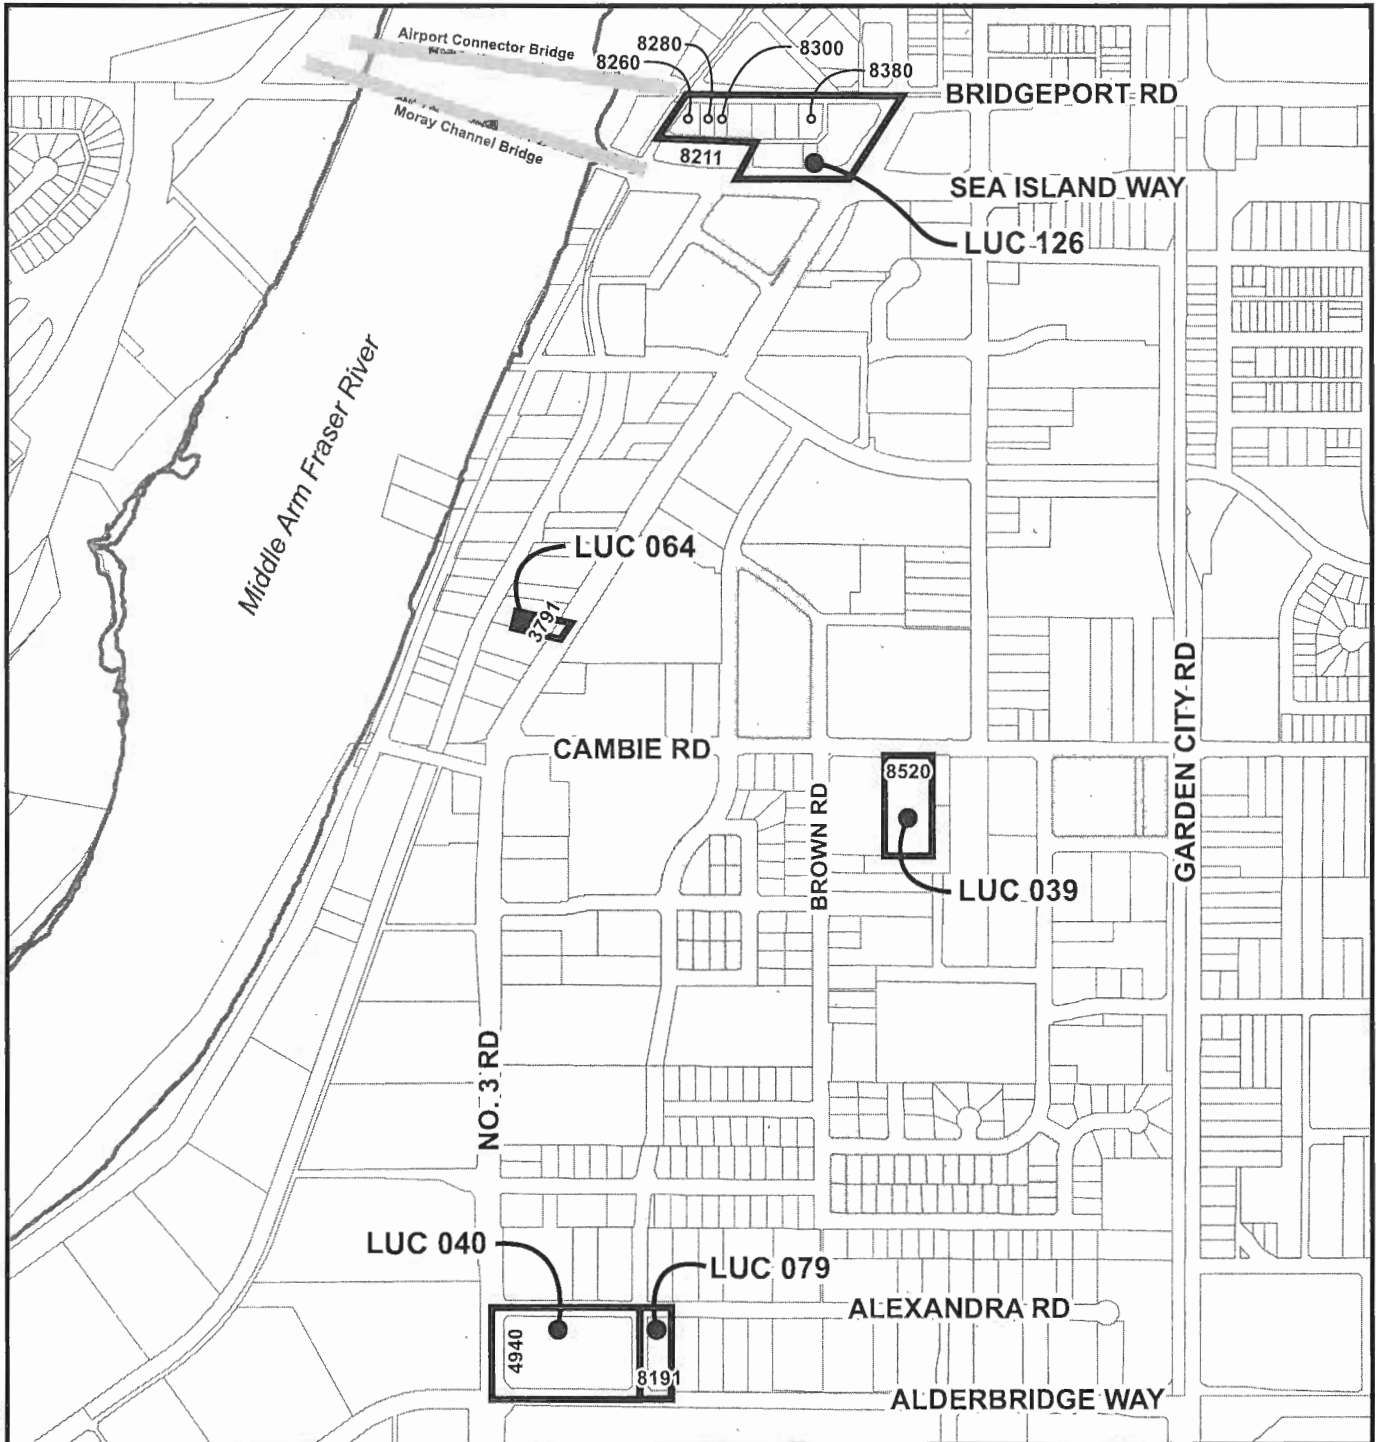 Airport Connector Bridge
8280
8300
8260
8380
BRIDGEPORT RD
Moray Channel Bridge
8211
SEA ISLAND WAY
LUC 126
Middle Arm Fraser River
LUC 064
3791
CAMBIE RD
8520
GARDEN CITY RD
BROWN RD
LUC 039
NO. 3 RD
LUC 040
LUC 079
ALEXANDRA RD
4940
8191
ALDERBRIDGE WAY